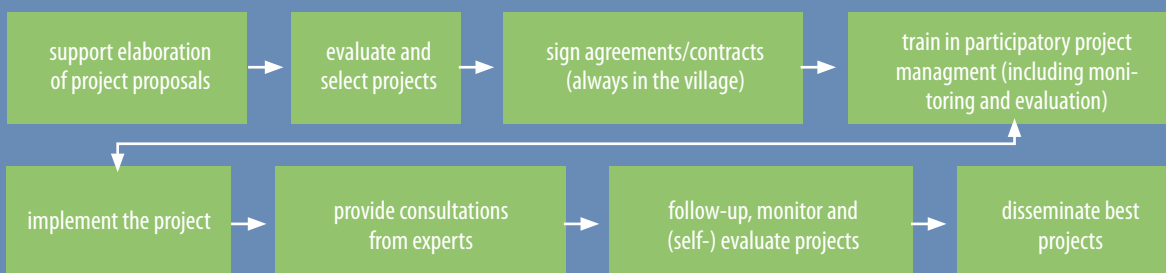 support elaboration
of project proposals
evaluate and
select projects
sign agreements/contracts
(always in the village)
train in participatory project
managment (including moni-
toring and evaluation)
implement the project
provide consultations
from experts
follow-up, monitor and
(self-) evaluate projects
disseminate best
projects